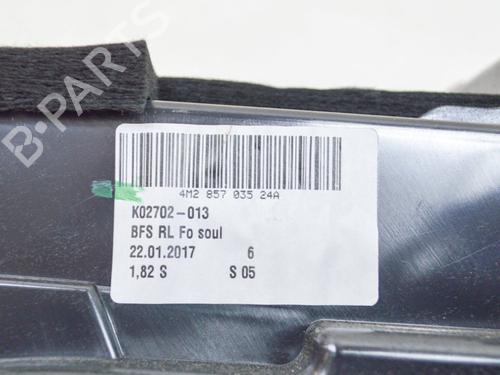 B-PARTS
4M2 857 035 24A
K02702-013
BFS RL Fo soul
22.01.2017 6
1,82 S S 05